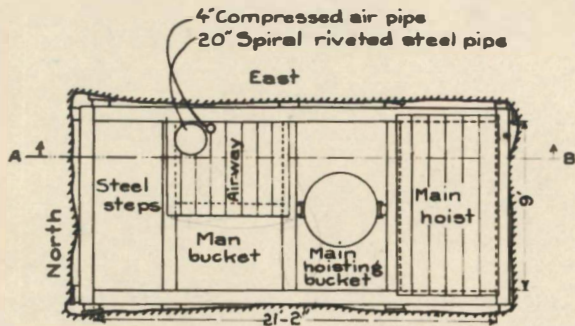 4" Compressed air pipe
20" Spiral riveted steel pipe
East
A
B
Steel
steps
Airway
Main
hoist
9'
North
Man
bucket
Main
hoisting
bucket
21'-2"